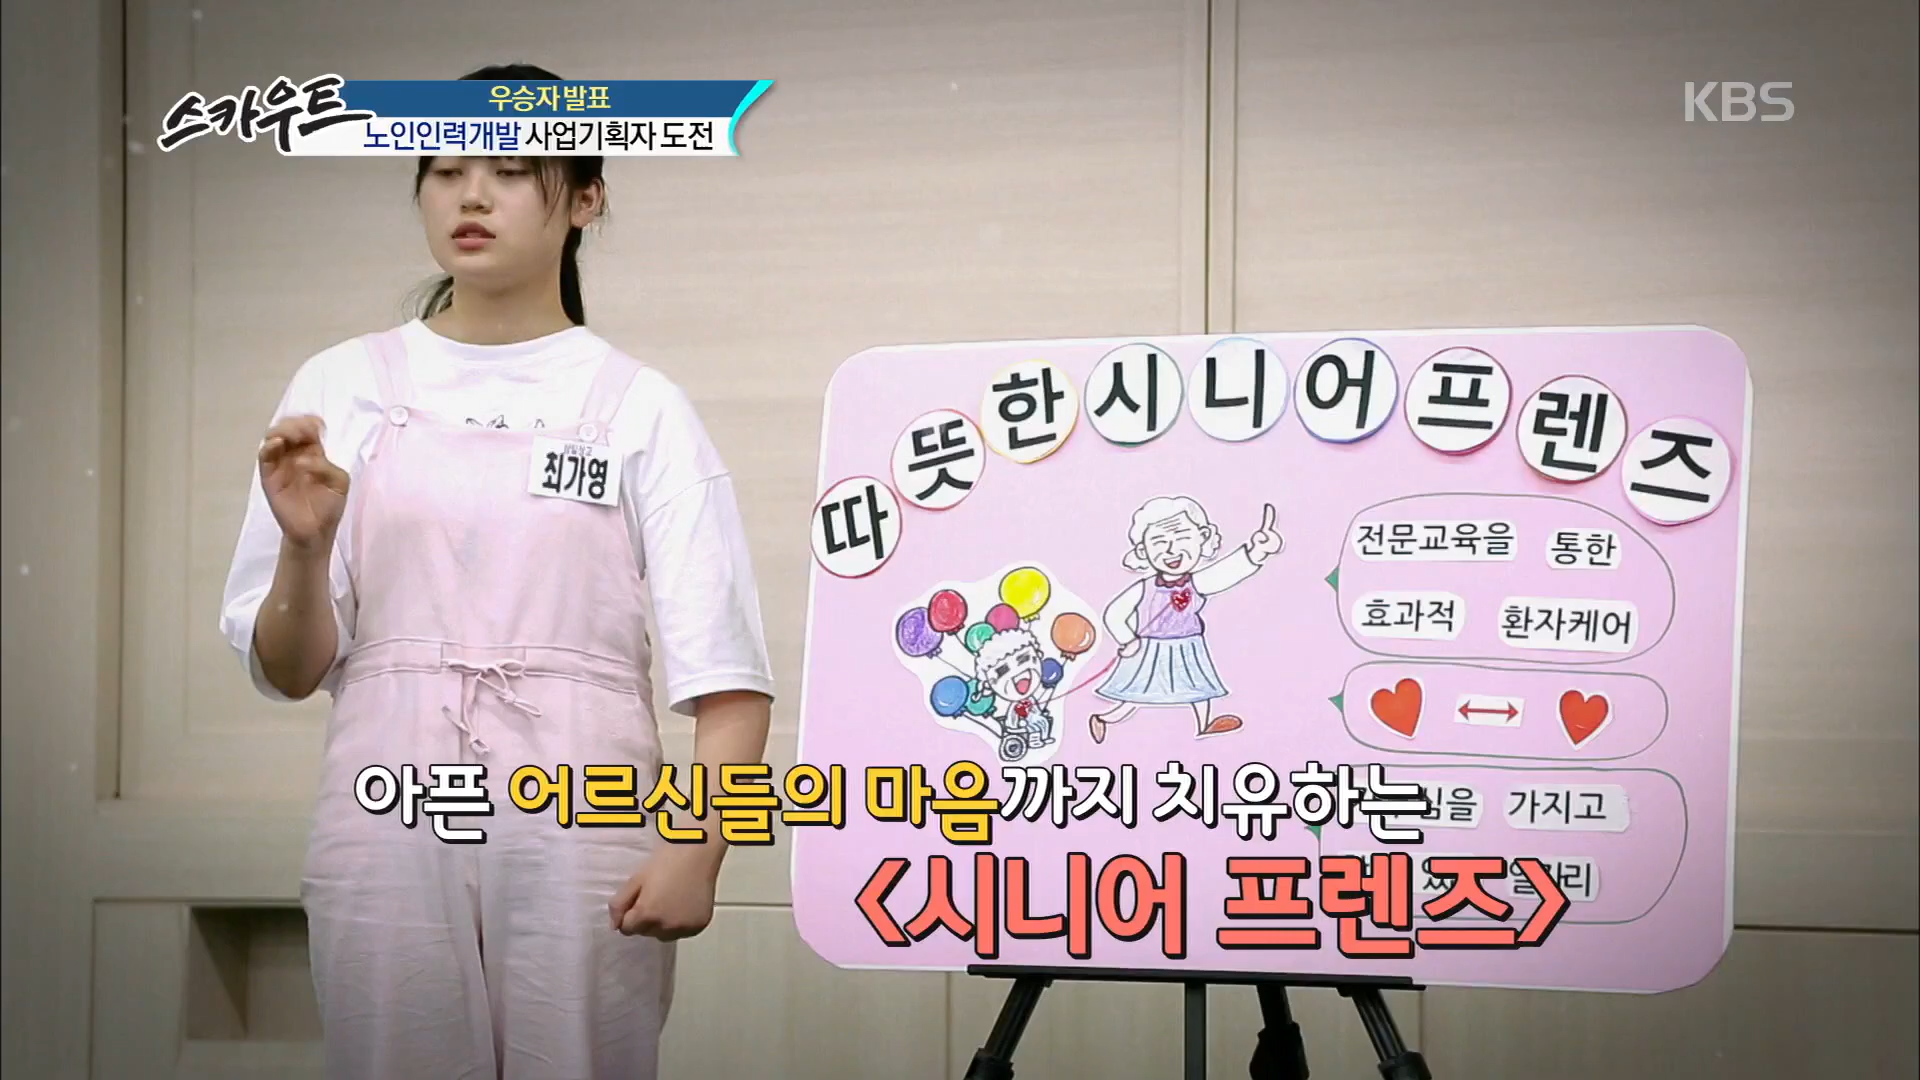 스카우트
우승자 발표
노인인력개발 사업기획자 도전
KBS
최가영
따뜻한시니어프렌즈
전문교육을 통한
효과적 환자케어
가지고
아픈 어르신들의 마음까지 치유하는
<시니어 프렌즈>